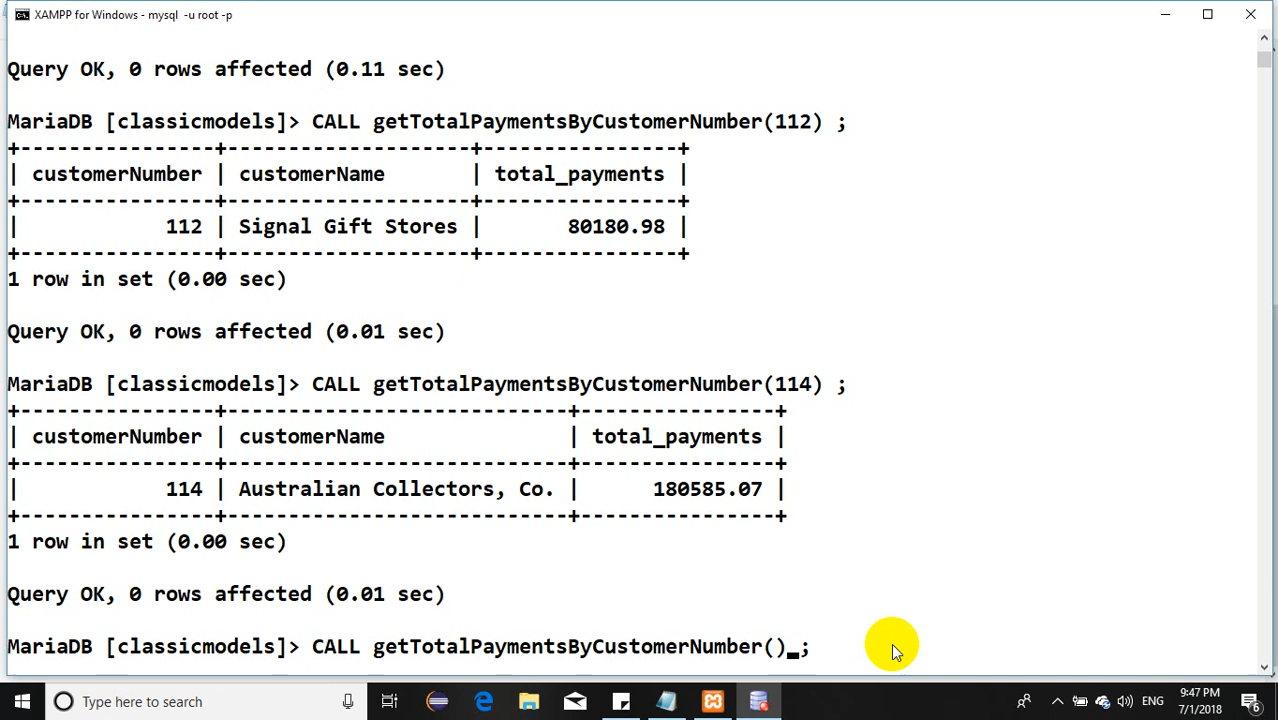 XAMPP for Windows - mysql  -u root -p
Query OK, 0 rows affected (0.11 sec)
MariaDB [classicmodels]> CALL getTotalPaymentsByCustomerNumber(112) ;
+----------------+--------------------+----------------+
| customerNumber | customerName       | total_payments |
+----------------+--------------------+----------------+
|            112 | Signal Gift Stores |       80180.98 |
+----------------+--------------------+----------------+
1 row in set (0.00 sec)
Query OK, 0 rows affected (0.01 sec)
MariaDB [classicmodels]> CALL getTotalPaymentsByCustomerNumber(114) ;
+----------------+----------------------------+----------------+
| customerNumber | customerName               | total_payments |
+----------------+----------------------------+----------------+
|            114 | Australian Collectors, Co. |      180585.07 |
+----------------+----------------------------+----------------+
1 row in set (0.00 sec)
Query OK, 0 rows affected (0.01 sec)
MariaDB [classicmodels]> CALL getTotalPaymentsByCustomerNumber() ;
Type here to search
ENG
9:47 PM
7/1/2018
6